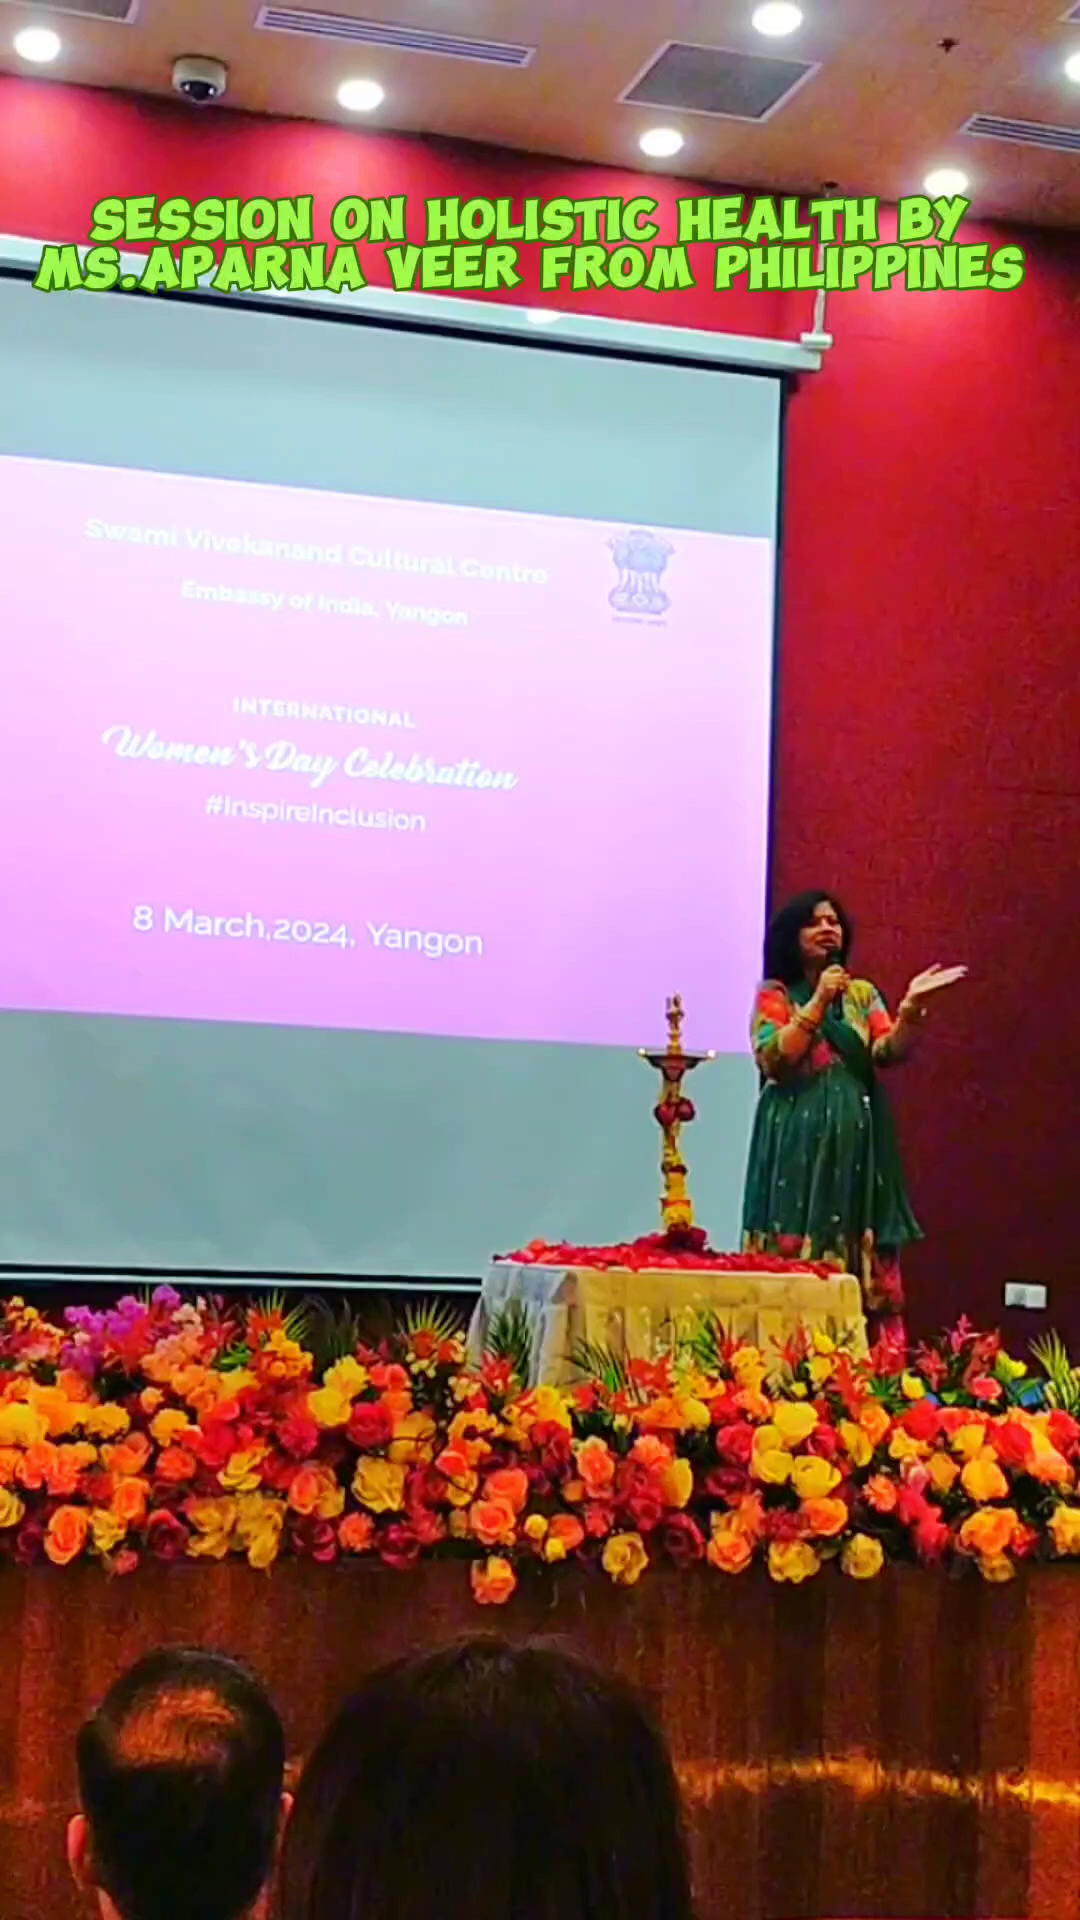 SESSION ON HOLISTIC HEALTH BY
MS.APARNA VEER FROM PHILIPPINES
Swami Vivekanand Cultural Centre
Embassy of India, Yangon
INTERNATIONAL
Women's Day Celebration
#InspireInclusion
8 March,2024, Yangon